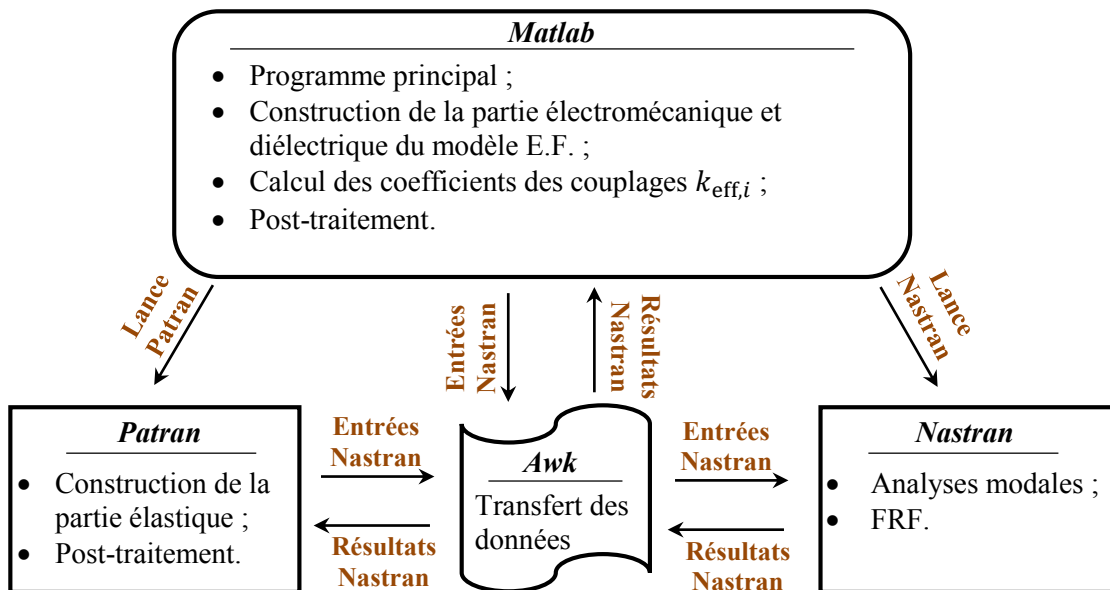 Matlab
• Programme principal ;
• Construction de la partie électromécanique et
diélectrique du modèle E.F. ;
• Calcul des coefficients des couplages k_eff,i ;
• Post-traitement.
Lance
Patran
Entrées
Nastran
Résultats
Nastran
Lance
Nastran
Patran
• Construction de la
partie élastique ;
• Post-traitement.
Entrées
Nastran
Résultats
Nastran
Awk
Transfert des
données
Entrées
Nastran
Résultats
Nastran
Nastran
• Analyses modales ;
• FRF.